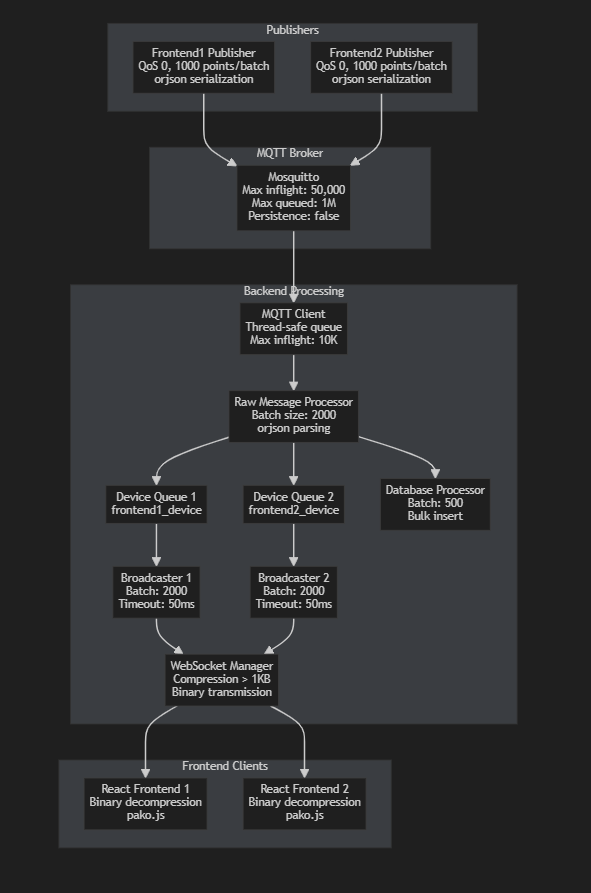 Publishers
Frontend1 Publisher
QoS 0, 1000 points/batch
orjson serialization
Frontend2 Publisher
QoS 0, 1000 points/batch
orjson serialization
MQTT Broker
Mosquitto
Max inflight: 50,000
Max queued: 1M
Persistence: false
Backend Processing
MQTT Client
Thread-safe queue
Max inflight: 10K
Raw Message Processor
Batch size: 2000
orjson parsing
Device Queue 1
frontend1_device
Device Queue 2
frontend2_device
Database Processor
Batch: 500
Bulk insert
Broadcaster 1
Batch: 2000
Timeout: 50ms
Broadcaster 2
Batch: 2000
Timeout: 50ms
WebSocket Manager
Compression > 1KB
Binary transmission
Frontend Clients
React Frontend 1
Binary decompression
pako.js
React Frontend 2
Binary decompression
pako.js